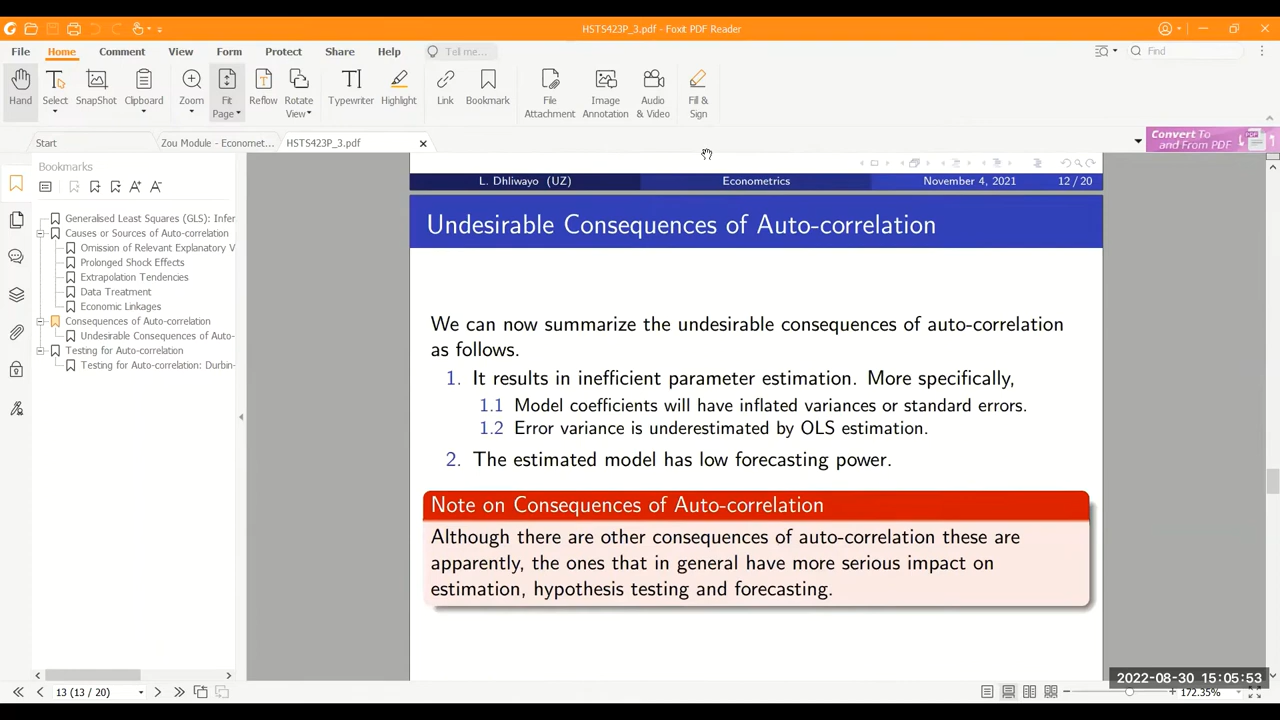 HSTS423P_3.pdf - Foxit PDF Reader
File Home Comment View Form Protect Share Help Tell me... Find
Hand Select SnapShot Clipboard Zoom Fit Page Reflow Rotate View Typewriter Highlight Link Bookmark File Attachment Image Annotation Audio & Video Fill & Sign
Start Zou Module - Economet... HSTS423P_3.pdf
Convert To
and From PDF
Bookmarks
Generalised Least Squares (GLS): Infer
Causes or Sources of Auto-correlation
Omission of Relevant Explanatory V
Prolonged Shock Effects
Extrapolation Tendencies
Data Treatment
Economic Linkages
Consequences of Auto-correlation
Undesirable Consequences of Auto-
Testing for Auto-correlation
Testing for Auto-correlation: Durbin-
L. Dhliwayo (UZ) Econometrics November 4, 2021 12 / 20
Undesirable Consequences of Auto-correlation
We can now summarize the undesirable consequences of auto-correlation
as follows.
1. It results in inefficient parameter estimation. More specifically,
1.1 Model coefficients will have inflated variances or standard errors.
1.2 Error variance is underestimated by OLS estimation.
2. The estimated model has low forecasting power.
Note on Consequences of Auto-correlation
Although there are other consequences of auto-correlation these are
apparently, the ones that in general have more serious impact on
estimation, hypothesis testing and forecasting.
2022-08-30 15:05:53
13 (13 / 20) 172.35%